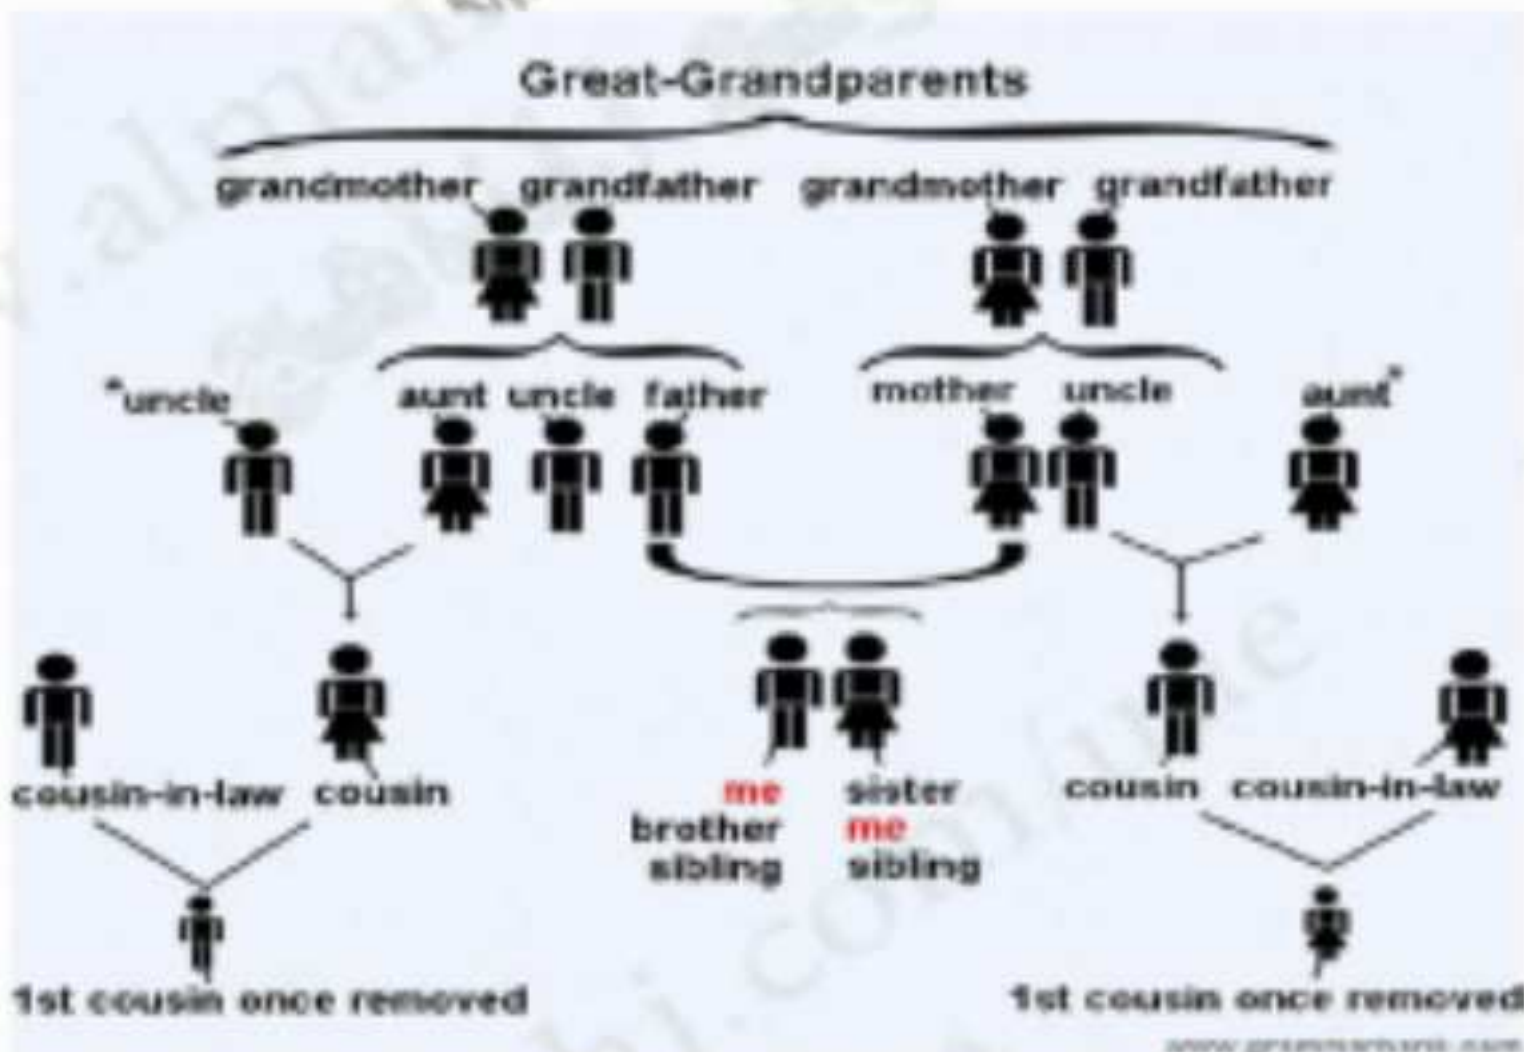 Great-Grandparents
grandmother grandfather grandmother grandfather
*uncle aunt uncle father mother uncle aunt*
cousin-in-law cousin me sister cousin cousin-in-law
brother me
sibling sibling
1st cousin once removed 1st cousin once removed